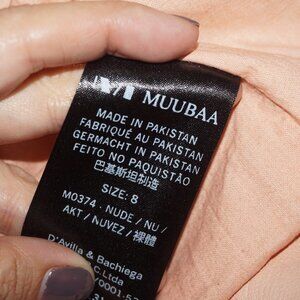 MUUBAA
MADE IN PAKISTAN
FABRIQUÉ AU PAKISTAN
GERMACHT IN PAKISTAN
FEITO NO PAQUISTÃO
巴基斯坦制造
SIZE: 8
M0374 . NUDE / NU /
AKT / NUVEZ / 裸體
D'Avilla & Bachiega
c.Ltda